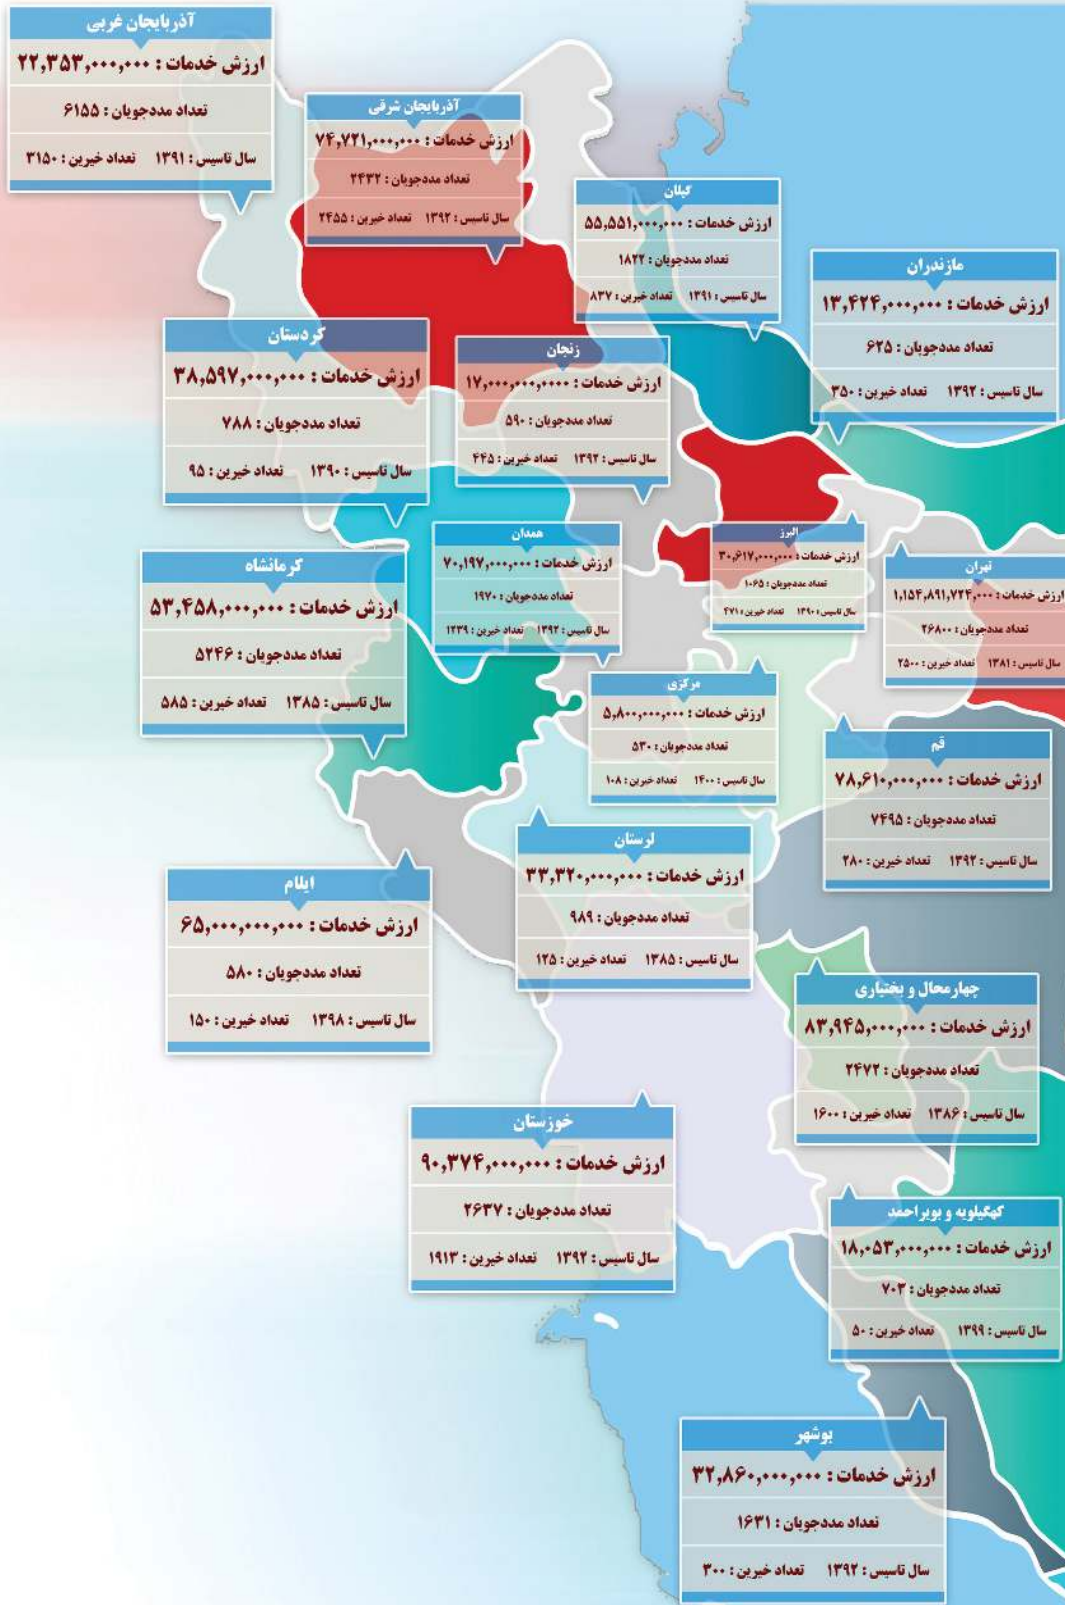 آذربایجان غربی
ارزش خدمات : ۲۲,۳۵۳,۰۰۰,۰۰۰
تعداد مددجویان : ۶۱۵۵
سال تاسیس : ۱۳۹۱ تعداد خیرین : ۳۱۵۰
آذربایجان شرقی
ارزش خدمات : ۷۴,۷۲۱,۰۰۰,۰۰۰
تعداد مددجویان : ۲۴۳۲
سال تاسیس : ۱۳۹۲ تعداد خیرین : ۲۴۵۵
گیلان
ارزش خدمات : ۵۵,۵۵۱,۰۰۰,۰۰۰
تعداد مددجویان : ۱۸۲۲
سال تاسیس : ۱۳۹۱ تعداد خیرین : ۸۳۷
مازندران
ارزش خدمات : ۱۳,۴۲۴,۰۰۰,۰۰۰
تعداد مددجویان : ۶۲۵
سال تاسیس : ۱۳۹۲ تعداد خیرین : ۳۵۰
کردستان
ارزش خدمات : ۳۸,۵۹۷,۰۰۰,۰۰۰
تعداد مددجویان : ۷۸۸
سال تاسیس : ۱۳۹۰ تعداد خیرین : ۹۵
زنجان
ارزش خدمات : ۱۷,۰۰۰,۰۰۰,۰۰۰۰
تعداد مددجویان : ۵۹۰
سال تاسیس : ۱۳۹۲ تعداد خیرین : ۴۴۵
همدان
ارزش خدمات : ۷۰,۱۹۷,۰۰۰,۰۰۰
تعداد مددجویان : ۱۹۷۰
سال تاسیس : ۱۳۹۲ تعداد خیرین : ۱۲۳۹
البرز
ارزش خدمات : ۳۰,۶۱۷,۰۰۰,۰۰۰
تعداد مددجویان : ۱۰۶۵
سال تاسیس : ۱۳۹۰ تعداد خیرین : ۴۷۱
تهران
ارزش خدمات : ۱,۱۵۴,۸۹۱,۷۲۴,۰۰۰
تعداد مددجویان : ۲۶۸۰۰
سال تاسیس : ۱۳۸۱ تعداد خیرین : ۲۵۰۰
کرمانشاه
ارزش خدمات : ۵۳,۴۵۸,۰۰۰,۰۰۰
تعداد مددجویان : ۵۲۴۶
سال تاسیس : ۱۳۸۵ تعداد خیرین : ۵۸۵
مرکزی
ارزش خدمات : ۵,۸۰۰,۰۰۰,۰۰۰
تعداد مددجویان : ۵۳۰
سال تاسیس : ۱۴۰۰ تعداد خیرین : ۱۰۸
قم
ارزش خدمات : ۷۸,۶۱۰,۰۰۰,۰۰۰
تعداد مددجویان : ۷۴۹۵
سال تاسیس : ۱۳۹۲ تعداد خیرین : ۲۸۰
لرستان
ارزش خدمات : ۳۳,۳۲۰,۰۰۰,۰۰۰
تعداد مددجویان : ۹۸۹
سال تاسیس : ۱۳۸۵ تعداد خیرین : ۱۲۵
ایلام
ارزش خدمات : ۶۵,۰۰۰,۰۰۰,۰۰۰
تعداد مددجویان : ۵۸۰
سال تاسیس : ۱۳۹۸ تعداد خیرین : ۱۵۰
چهارمحال و بختیاری
ارزش خدمات : ۸۳,۹۴۵,۰۰۰,۰۰۰
تعداد مددجویان : ۲۴۷۲
سال تاسیس : ۱۳۸۶ تعداد خیرین : ۱۶۰۰
خوزستان
ارزش خدمات : ۹۰,۳۷۴,۰۰۰,۰۰۰
تعداد مددجویان : ۲۶۳۷
سال تاسیس : ۱۳۹۲ تعداد خیرین : ۱۹۱۳
کهگیلویه و بویراحمد
ارزش خدمات : ۱۸,۰۵۳,۰۰۰,۰۰۰
تعداد مددجویان : ۷۰۳
سال تاسیس : ۱۳۹۹ تعداد خیرین : ۵۰
بوشهر
ارزش خدمات : ۳۲,۸۶۰,۰۰۰,۰۰۰
تعداد مددجویان : ۱۶۳۱
سال تاسیس : ۱۳۹۲ تعداد خیرین : ۳۰۰